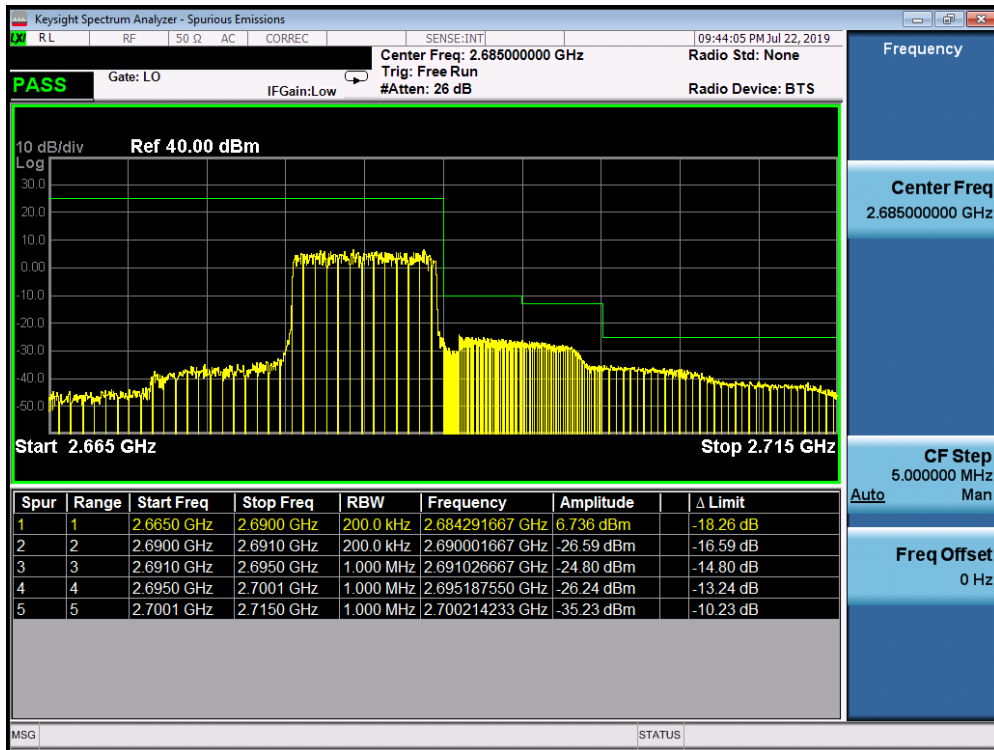 Keysight Spectrum Analyzer - Spurious Emissions
LXI RL RF 50 Ω AC CORREC SENSE:INT 09:44:05 PM Jul 22, 2019
Center Freq: 2.685000000 GHz Radio Std: None
Trig: Free Run
PASS Gate: LO IFGain:Low #Atten: 26 dB Radio Device: BTS
10 dB/div Ref 40.00 dBm
Log
30.0
20.0
10.0
0.00
-10.0
-20.0
-30.0
-40.0
-50.0
Start 2.665 GHz Stop 2.715 GHz
Spur Range Start Freq Stop Freq RBW Frequency Amplitude Δ Limit
1 1 2.6650 GHz 2.6900 GHz 200.0 kHz 2.684291667 GHz 6.736 dBm -18.26 dB
2 2 2.6900 GHz 2.6910 GHz 200.0 kHz 2.690001667 GHz -26.59 dBm -16.59 dB
3 3 2.6910 GHz 2.6950 GHz 1.000 MHz 2.691026667 GHz -24.80 dBm -14.80 dB
4 4 2.6950 GHz 2.7001 GHz 1.000 MHz 2.695187550 GHz -26.24 dBm -13.24 dB
5 5 2.7001 GHz 2.7150 GHz 1.000 MHz 2.700214233 GHz -35.23 dBm -10.23 dB
MSG STATUS
Frequency
Center Freq
2.685000000 GHz
CF Step
5.000000 MHz
Auto Man
Freq Offset
0 Hz